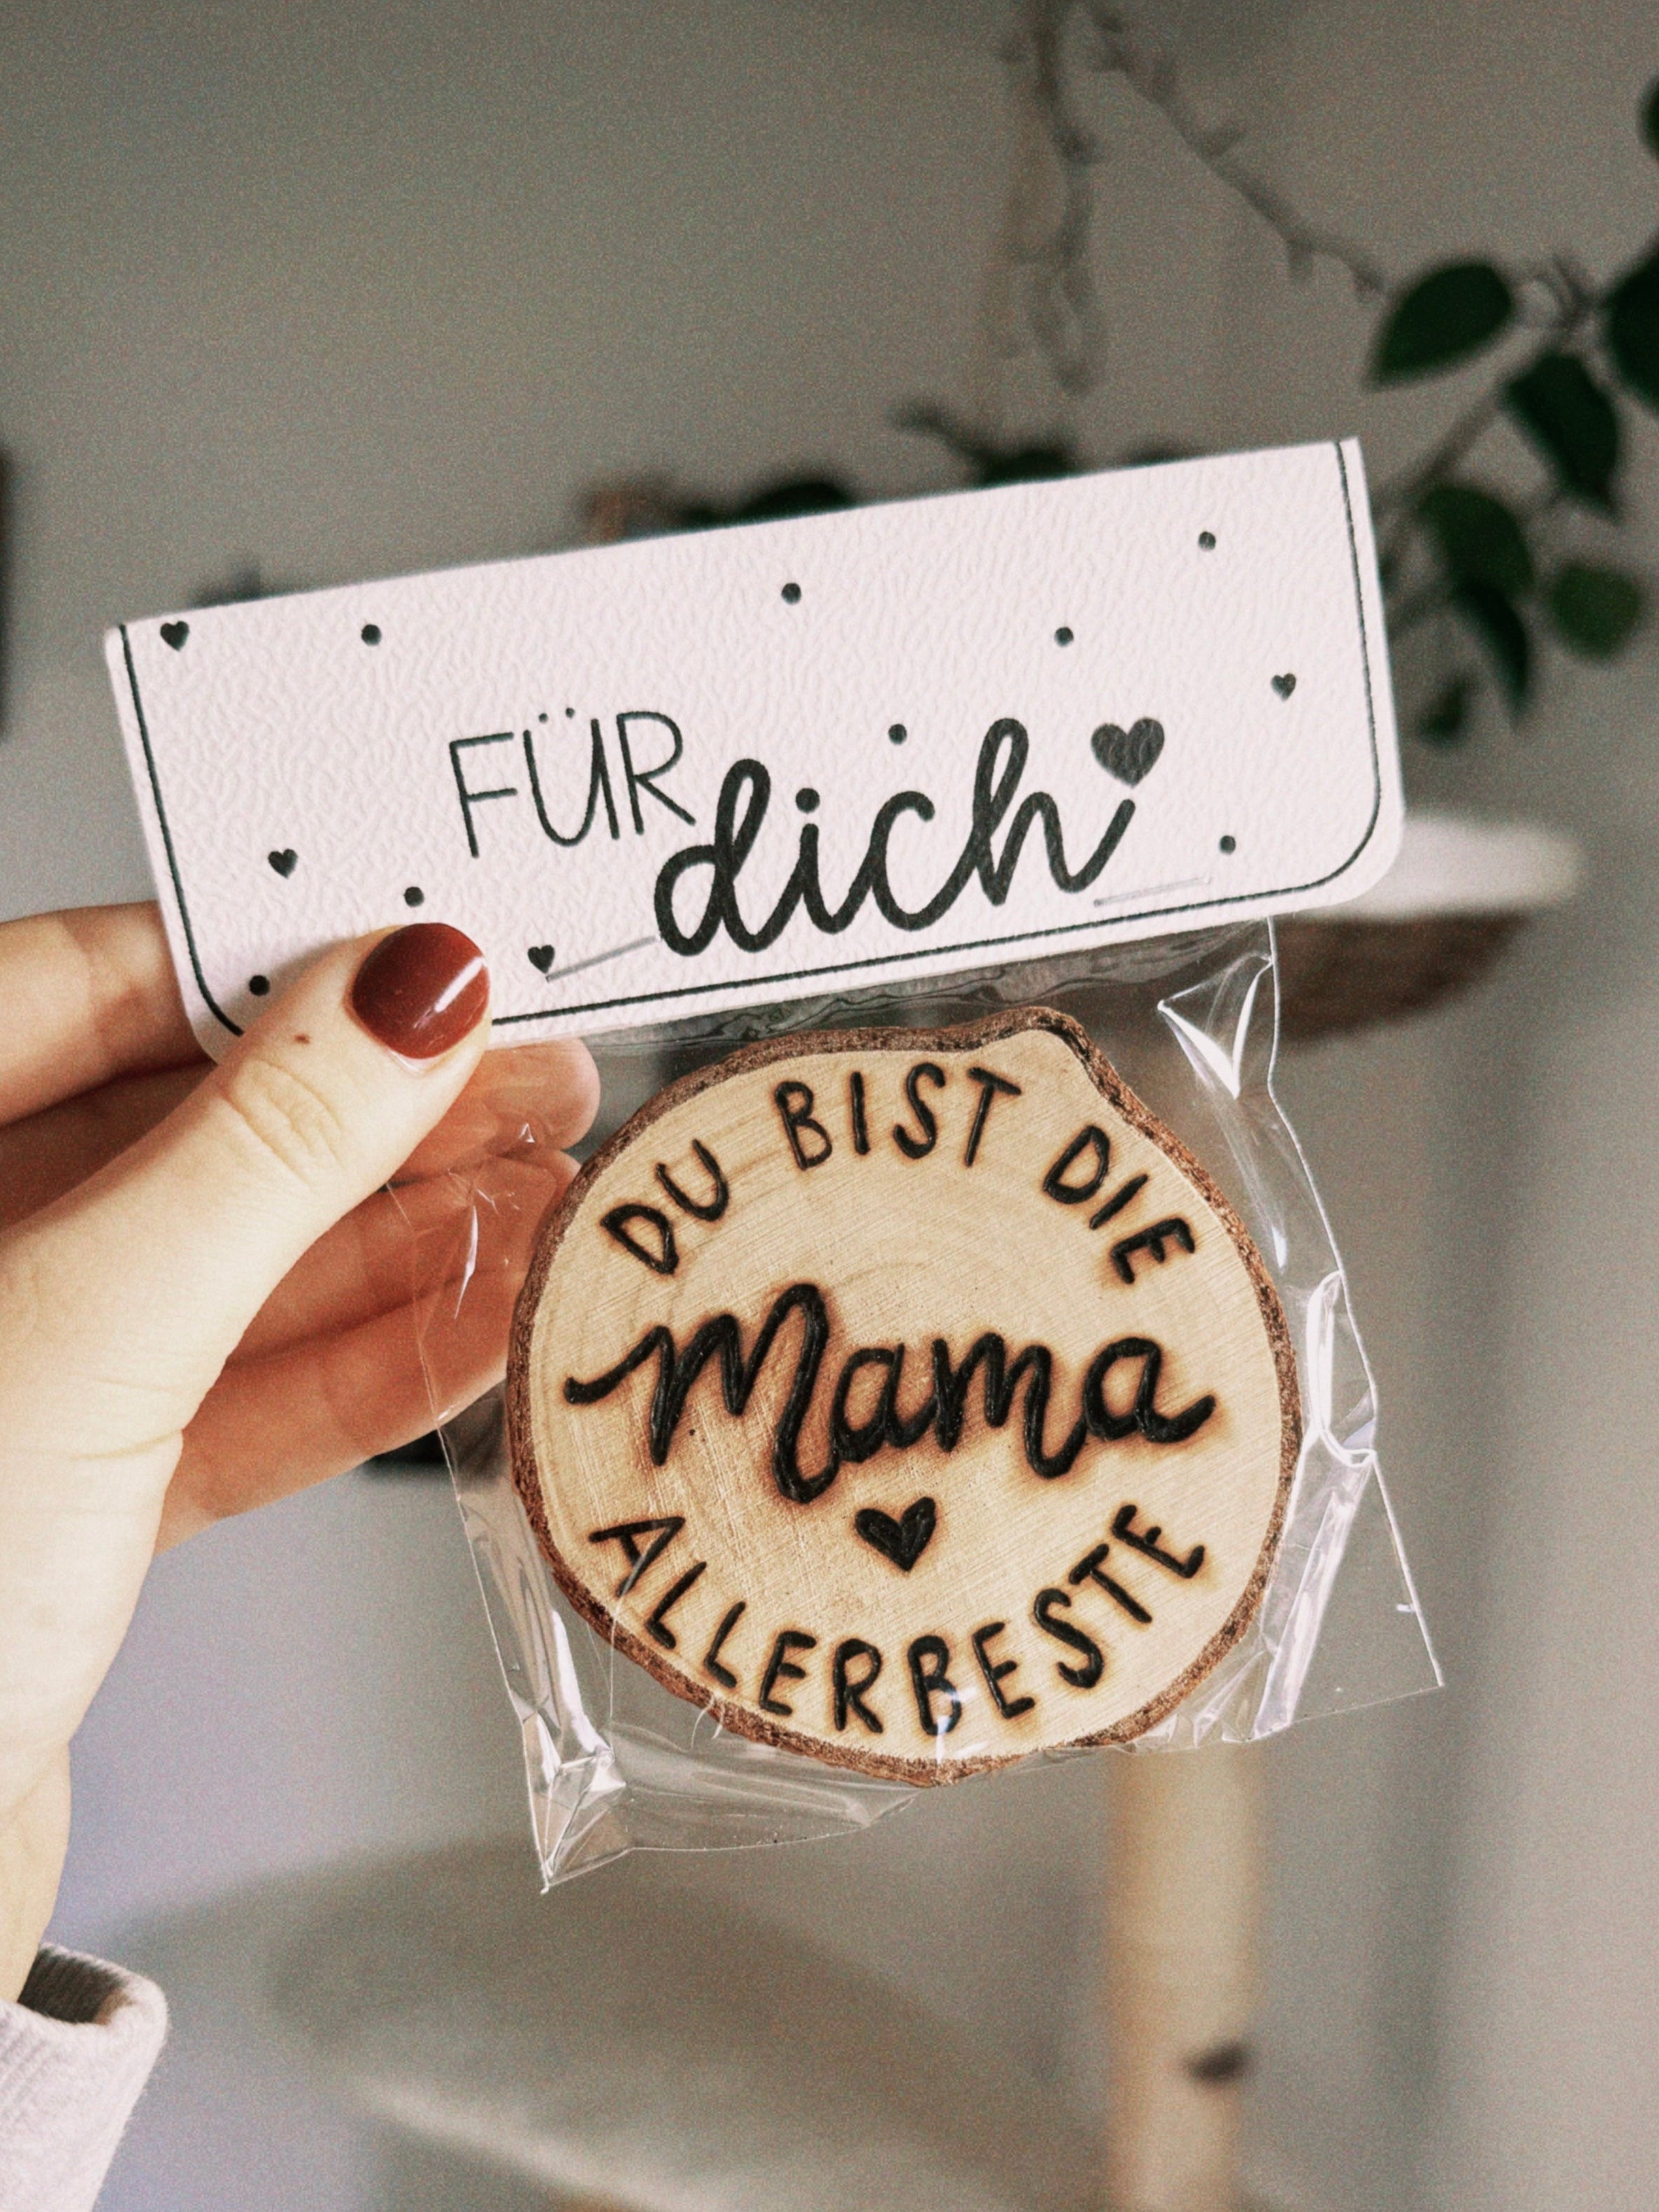 FÜR dich
DU BIST DIE
Mama
ALLERBESTE